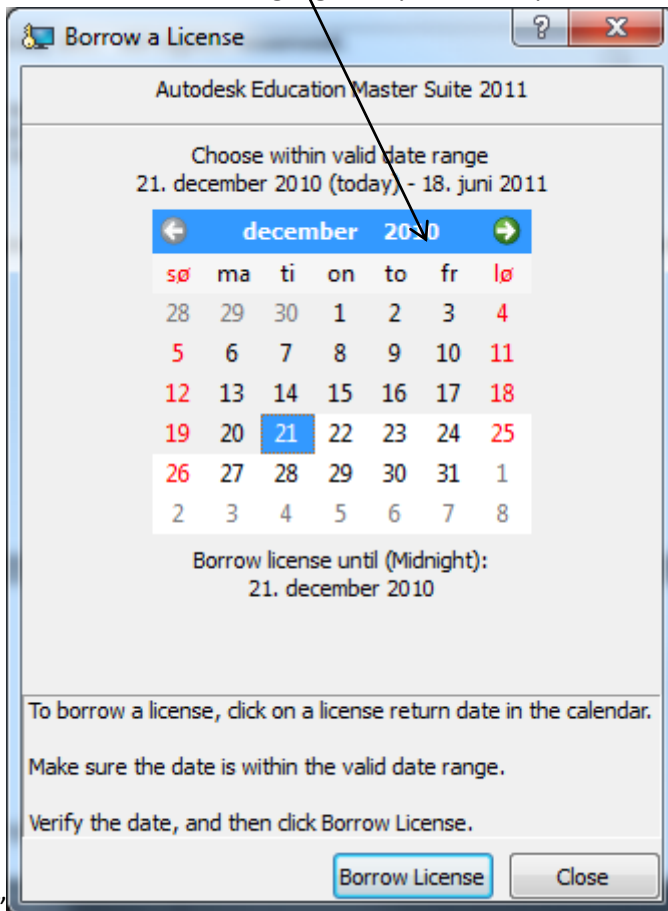 Borrow a License
Autodesk Education Master Suite 2011
Choose within valid date range
21. december 2010 (today) - 18. juni 2011
december 2010
sø ma ti on to fr lø
28 29 30 1 2 3 4
5 6 7 8 9 10 11
12 13 14 15 16 17 18
19 20 21 22 23 24 25
26 27 28 29 30 31 1
2 3 4 5 6 7 8
Borrow license until (Midnight):
21. december 2010
To borrow a license, click on a license return date in the calendar.
Make sure the date is within the valid date range.
Verify the date, and then click Borrow License.
Borrow License Close